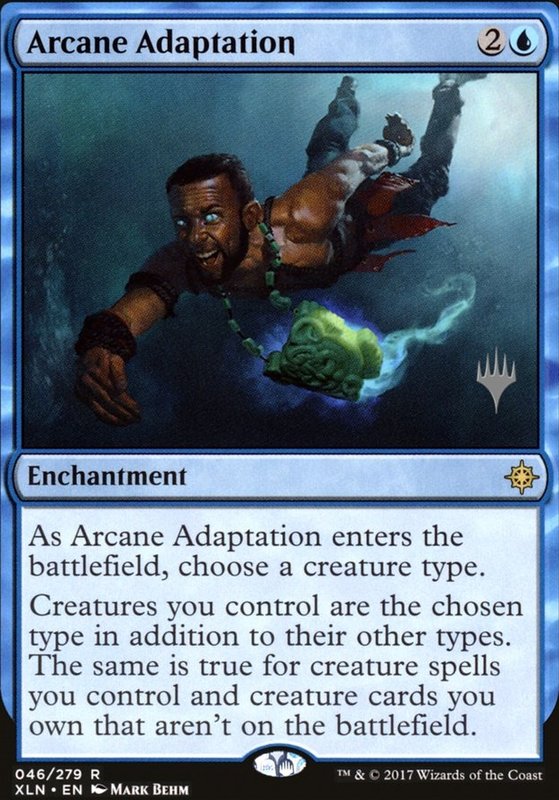 Arcane Adaptation 2
Enchantment
As Arcane Adaptation enters the
battlefield, choose a creature type.
Creatures you control are the chosen
type in addition to their other types.
The same is true for creature spells
you control and creature cards you
own that aren't on the battlefield.
046/279 R
XLN • EN Mark Behm
™ & © 2017 Wizards of the Coast